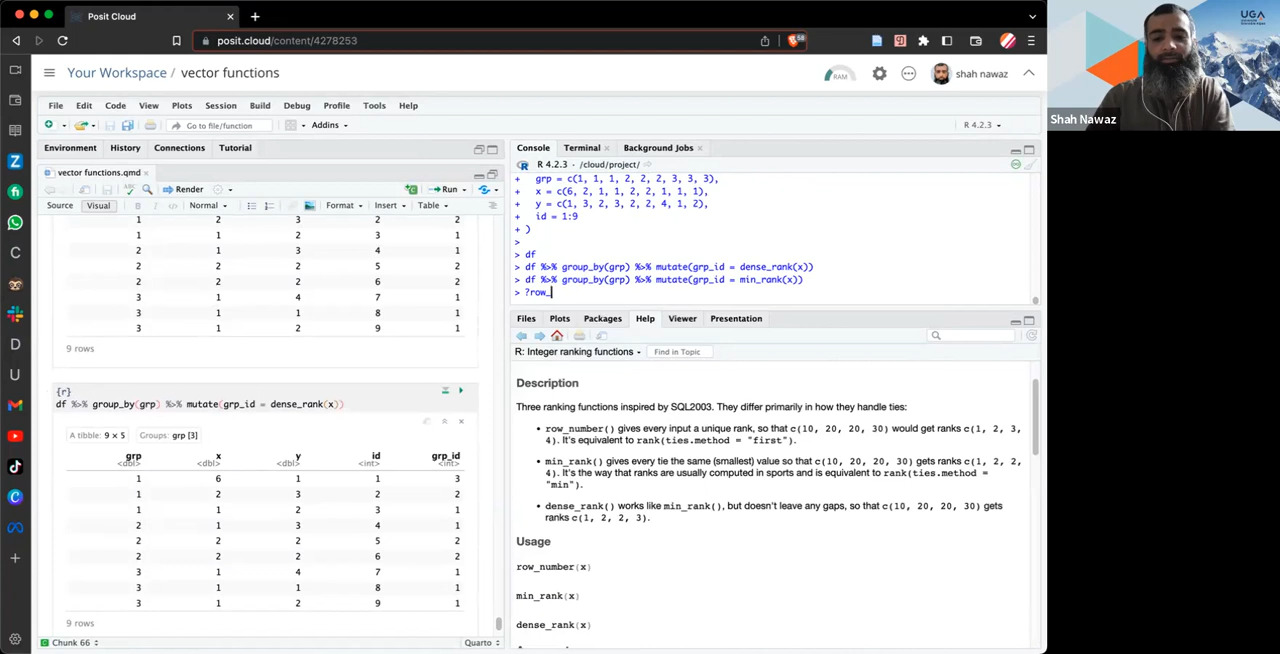 Posit Cloud
posit.cloud/content/4278253
58
Your Workspace / vector functions
RAM
shah nawaz
File Edit Code View Plots Session Build Debug Profile Tools Help
Go to file/function
Addins
R 4.2.3
Environment History Connections Tutorial
vector functions.qmd
Render
Run
Source Visual
B I </> Normal Format Insert Table
1 1 3 2 2
1 1 2 3 1
2 1 3 4 1
2 2 2 5 2
2 2 2 6 2
3 1 4 7 1
3 1 1 8 1
3 1 2 9 1
9 rows
{r}
df %>% group_by(grp) %>% mutate(grp_id = dense_rank(x))
A tibble: 9 × 5 Groups: grp [3]
grp x y id grp_id
<dbl> <dbl> <dbl> <int> <int>
1 6 1 1 3
1 2 3 2 2
1 1 2 3 1
2 1 3 4 1
2 2 2 5 2
2 2 2 6 2
3 1 4 7 1
3 1 1 8 1
3 1 2 9 1
9 rows
Chunk 66
Quarto
Console Terminal Background Jobs
R 4.2.3 · /cloud/project/
+ grp = c(1, 1, 1, 2, 2, 2, 3, 3, 3),
+ x = c(6, 2, 1, 1, 2, 2, 1, 1, 1),
+ y = c(1, 3, 2, 3, 2, 2, 4, 1, 2),
+ id = 1:9
+ )
>
> df
> df %>% group_by(grp) %>% mutate(grp_id = dense_rank(x))
> df %>% group_by(grp) %>% mutate(grp_id = min_rank(x))
> ?row_
Files Plots Packages Help Viewer Presentation
R: Integer ranking functions Find in Topic
Description
Three ranking functions inspired by SQL2003. They differ primarily in how they handle ties:
• row_number() gives every input a unique rank, so that c(10, 20, 20, 30) would get ranks c(1, 2, 3,
4). It's equivalent to rank(ties.method = "first").
• min_rank() gives every tie the same (smallest) value so that c(10, 20, 20, 30) gets ranks c(1, 2, 2,
4). It's the way that ranks are usually computed in sports and is equivalent to rank(ties.method =
"min").
• dense_rank() works like min_rank(), but doesn't leave any gaps, so that c(10, 20, 20, 30) gets
ranks c(1, 2, 2, 3).
Usage
row_number(x)
min_rank(x)
dense_rank(x)
UGA
Shah Nawaz